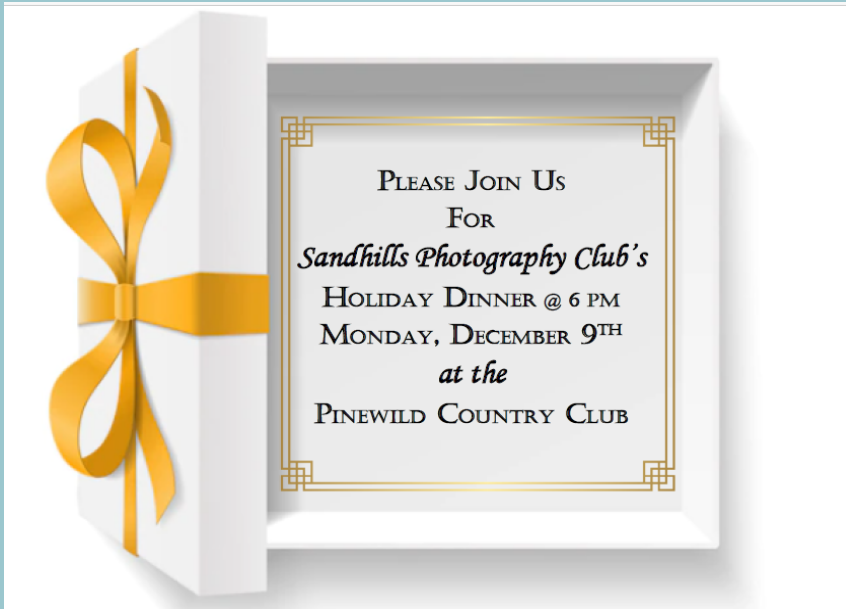 Please Join Us
For
Sandhills Photography Club's
Holiday Dinner @ 6 pm
Monday, December 9th
at the
Pinewild Country Club